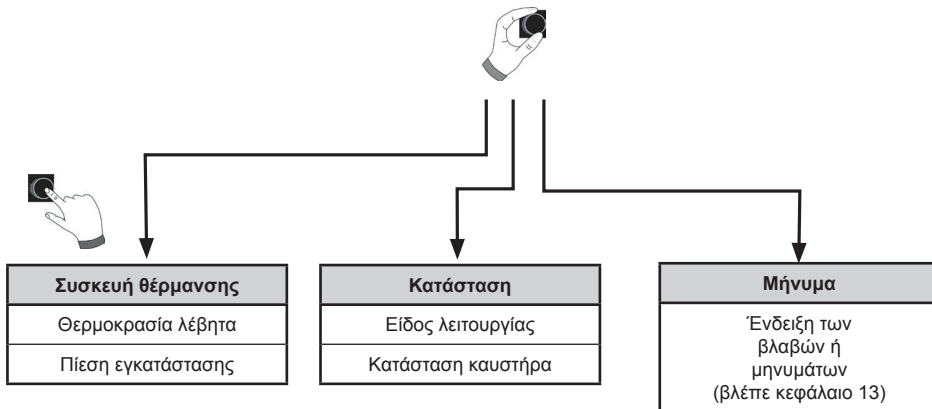 Συσκευή θέρμανσης
Θερμοκρασία λέβητα
Πίεση εγκατάστασης
Κατάσταση
Είδος λειτουργίας
Κατάσταση καυστήρα
Μήνυμα
Ένδειξη των
βλαβών ή
μηνυμάτων
(βλέπε κεφάλαιο 13)